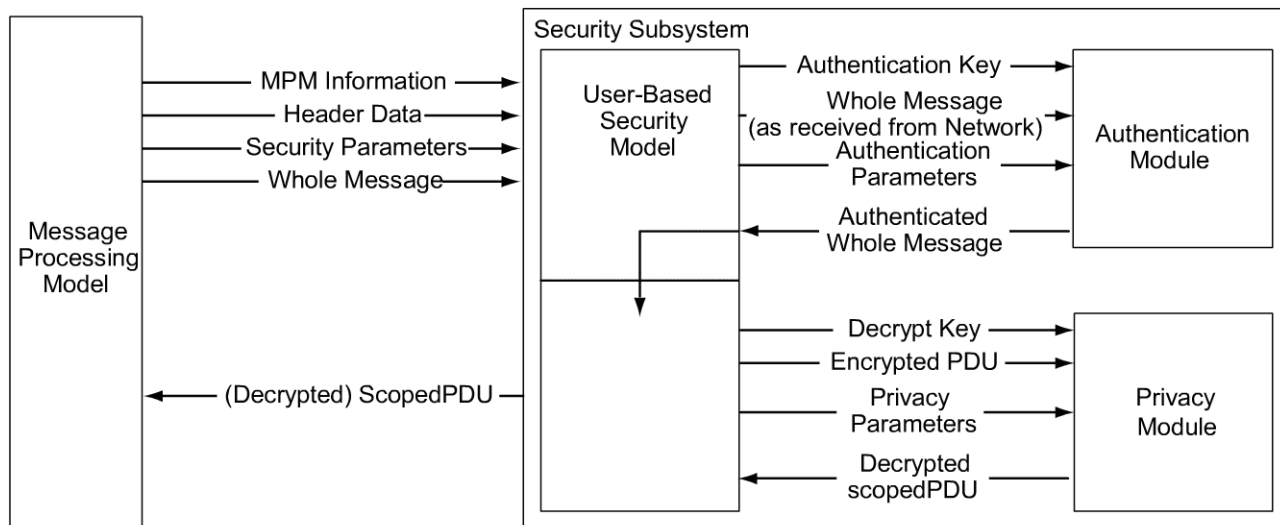 Security Subsystem
MPM Information
Header Data
Security Parameters
Whole Message
Message
Processing
Model
(Decrypted) ScopedPDU
User-Based
Security
Model
Authentication Key
Whole Message
(as received from Network)
Authentication
Parameters
Authenticated
Whole Message
Authentication
Module
Decrypt Key
Encrypted PDU
Privacy
Parameters
Decrypted
scopedPDU
Privacy
Module